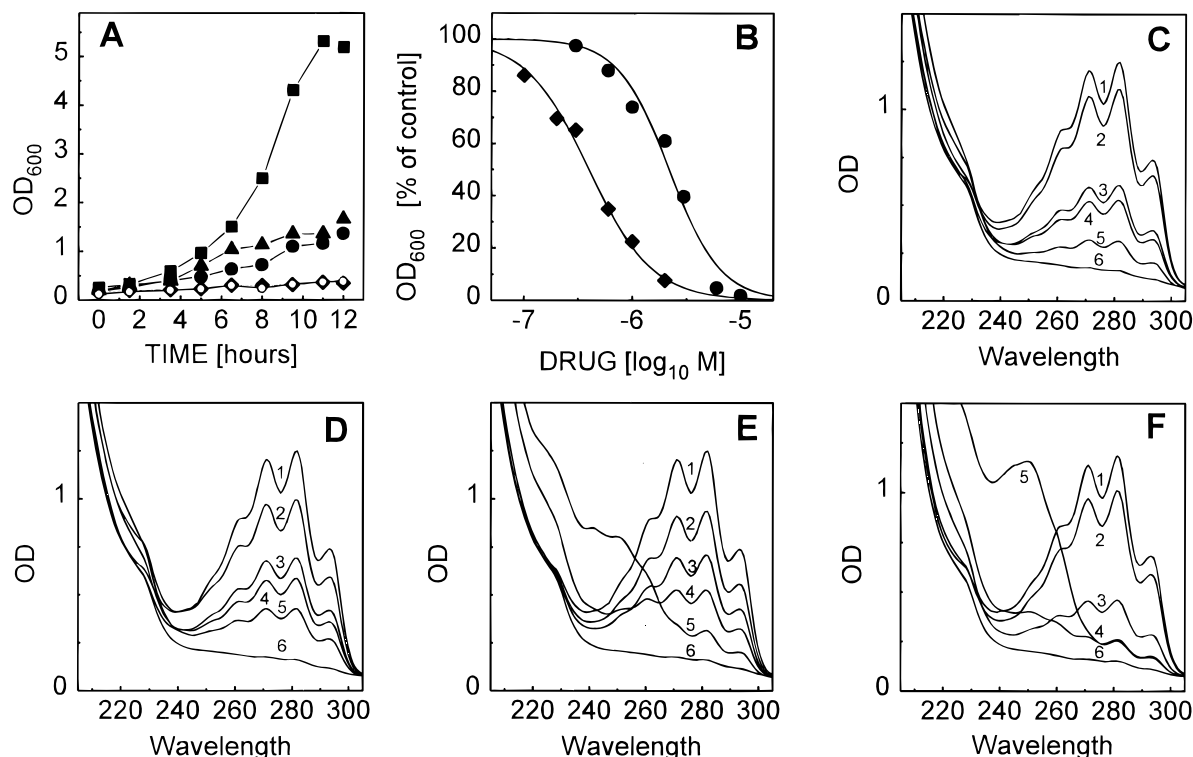 A
OD600
5
4
3
2
1
0
0 2 4 6 8 10 12
TIME [hours]
B
OD600 [% of control]
100
80
60
40
20
0
-7 -6 -5
DRUG [log10 M]
C
OD
1
0
1
2
3
4
5
6
220 240 260 280 300
Wavelength
D
OD
1
0
1
2
3
4 5
6
220 240 260 280 300
Wavelength
E
OD
1
0
1
2
3
4
5
6
220 240 260 280 300
Wavelength
F
OD
1
0
5
1
2
3
4
6
220 240 260 280 300
Wavelength